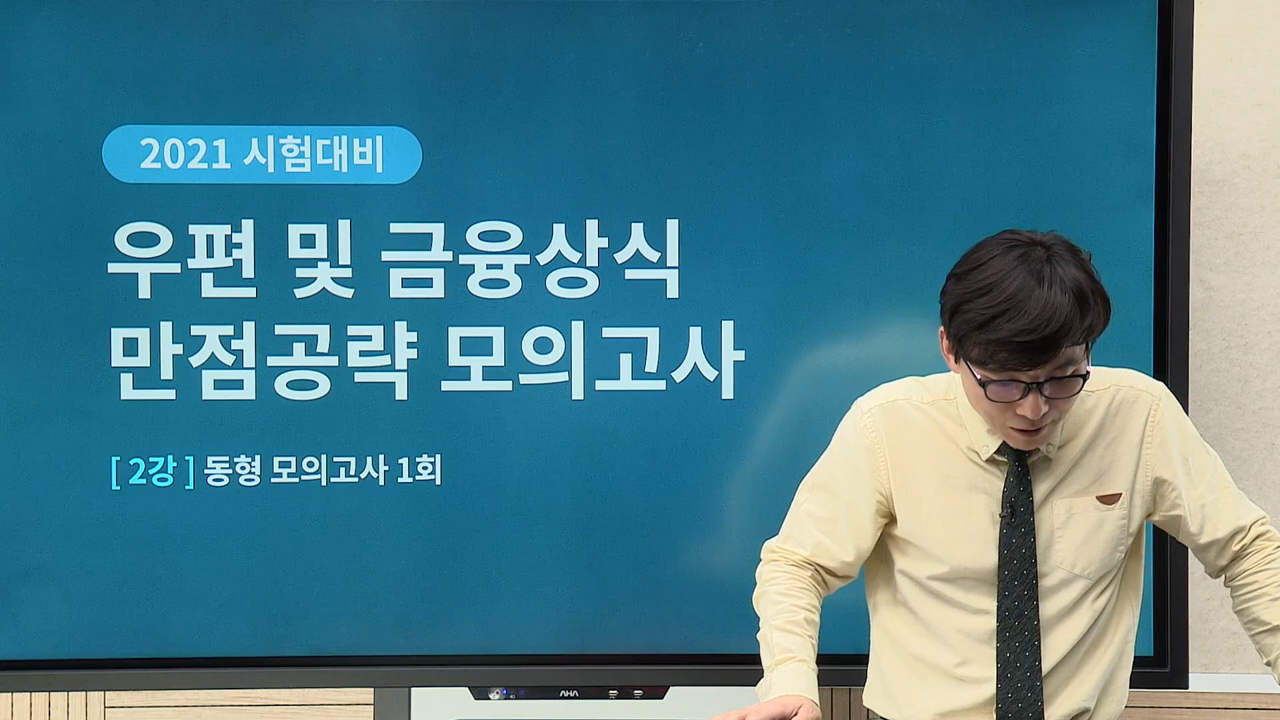 2021 시험대비
우편 및 금융상식
만점공략 모의고사
[ 2강 ] 동형 모의고사 1회
AHA